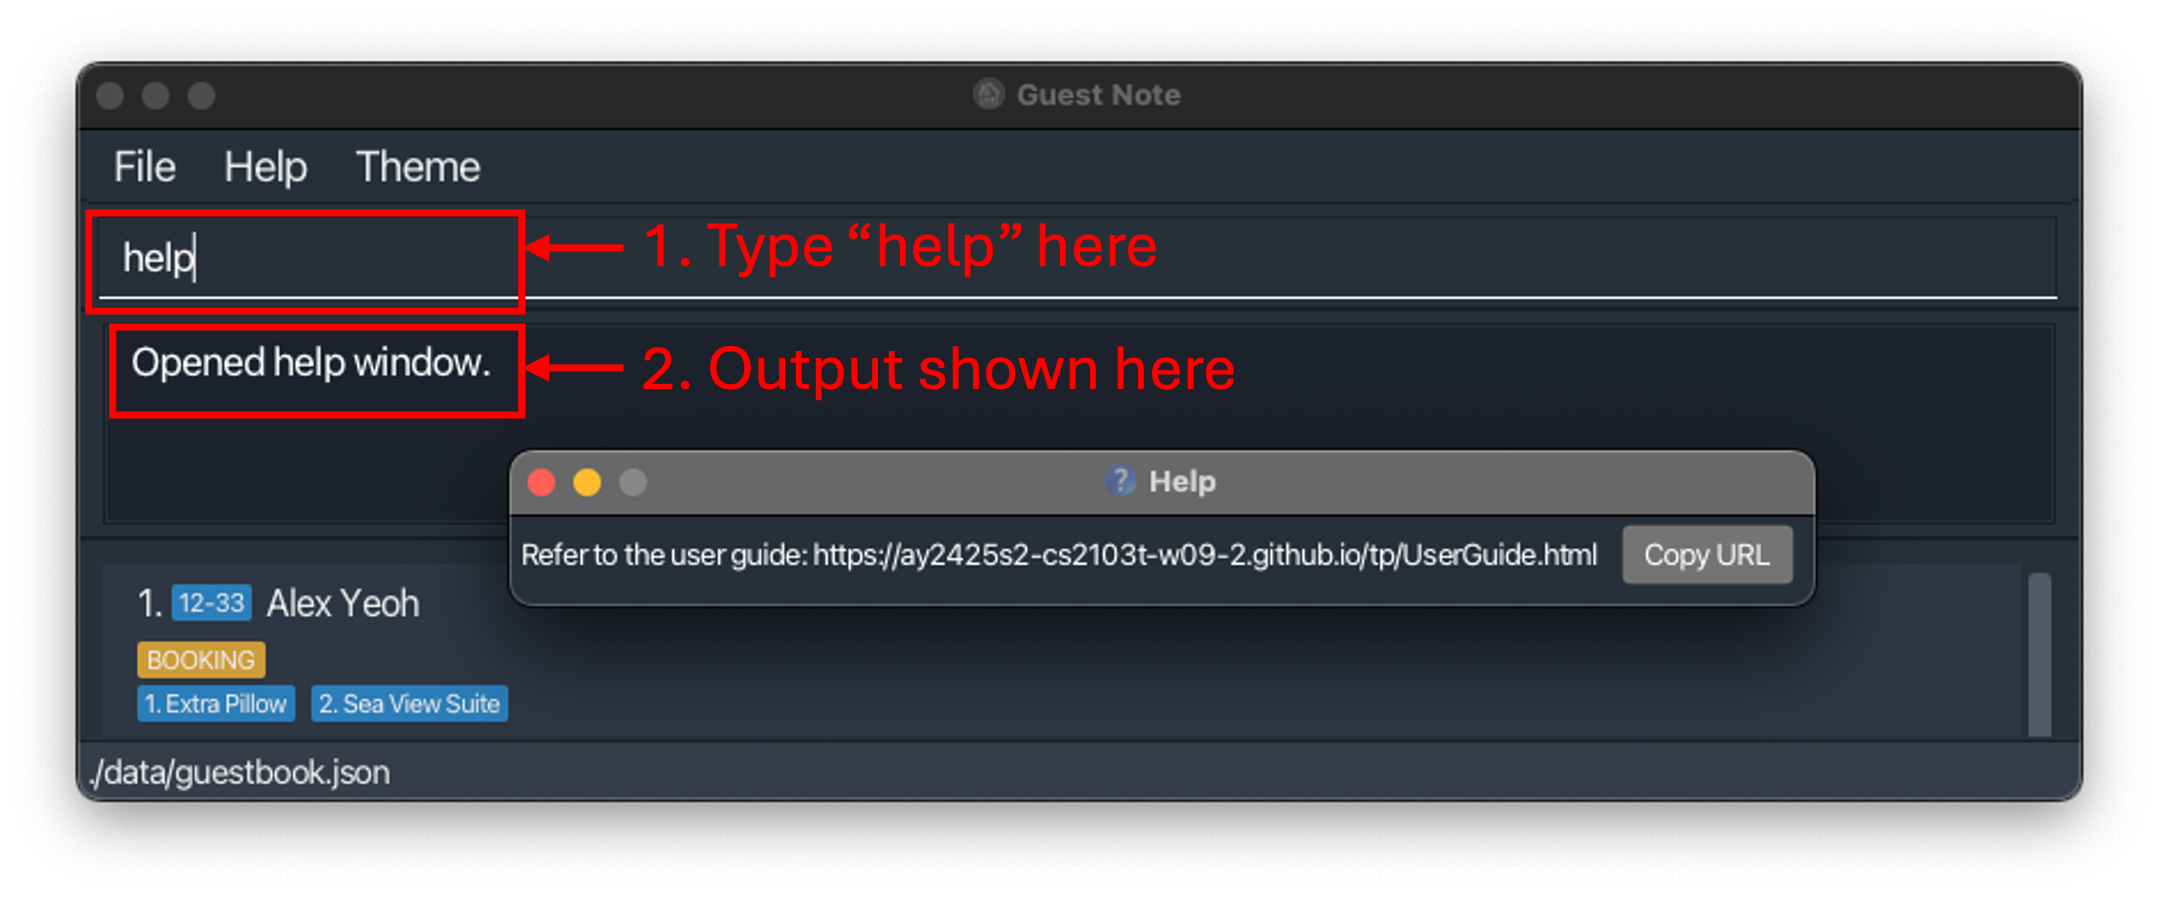 Guest Note
File Help Theme
help
1. Type “help” here
Opened help window.
2. Output shown here
? Help
Refer to the user guide: https://ay2425s2-cs2103t-w09-2.github.io/tp/UserGuide.html
Copy URL
1. 12-33 Alex Yeoh
BOOKING
1. Extra Pillow 2. Sea View Suite
./data/guestbook.json